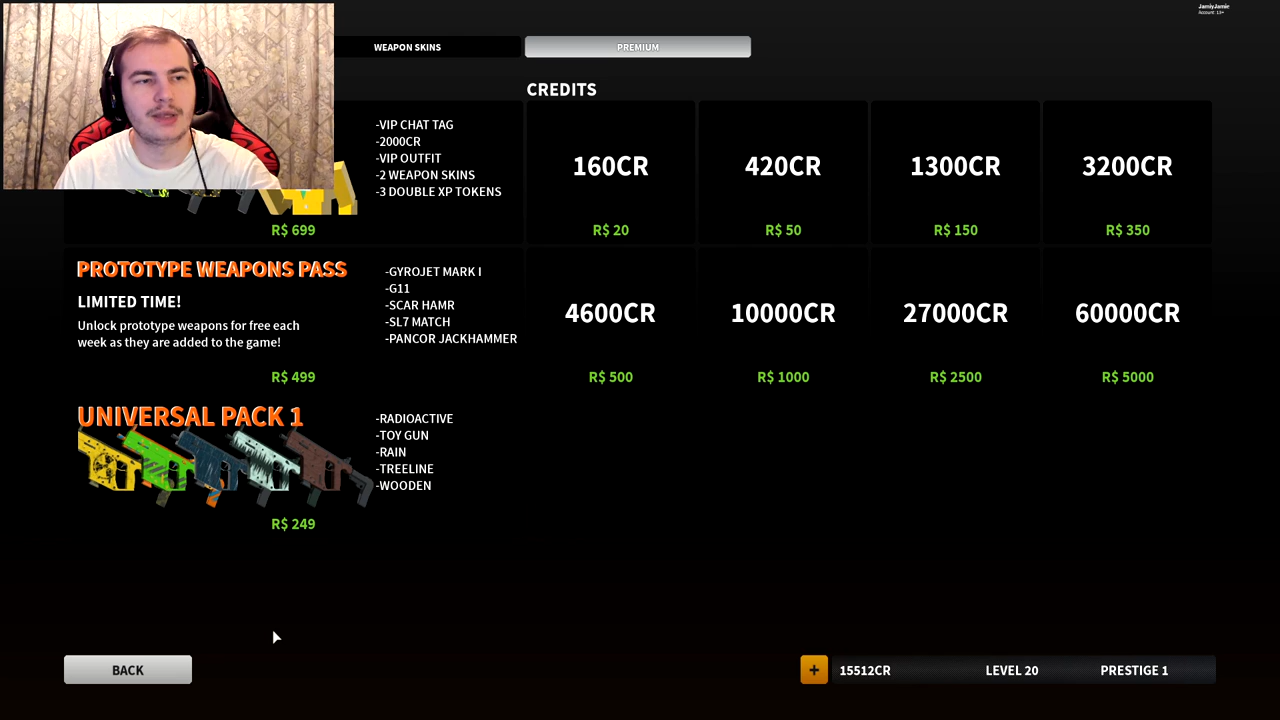 JamiyJamie
Account: 13+
WEAPON SKINS
PREMIUM
CREDITS
-VIP CHAT TAG
-2000CR
-VIP OUTFIT
-2 WEAPON SKINS
-3 DOUBLE XP TOKENS
R$ 699
160CR
R$ 20
420CR
R$ 50
1300CR
R$ 150
3200CR
R$ 350
PROTOTYPE WEAPONS PASS
LIMITED TIME!
Unlock prototype weapons for free each
week as they are added to the game!
-GYROJET MARK I
-G11
-SCAR HAMR
-SL7 MATCH
-PANCOR JACKHAMMER
R$ 499
4600CR
R$ 500
10000CR
R$ 1000
27000CR
R$ 2500
60000CR
R$ 5000
UNIVERSAL PACK 1
-RADIOACTIVE
-TOY GUN
-RAIN
-TREELINE
-WOODEN
R$ 249
BACK
+
15512CR
LEVEL 20
PRESTIGE 1